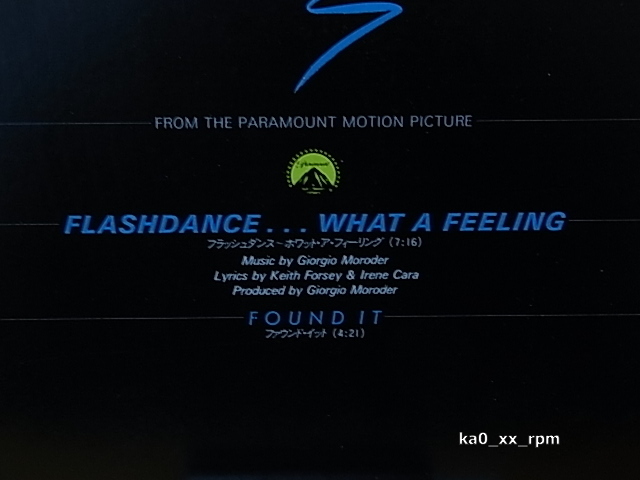 FROM THE PARAMOUNT MOTION PICTURE
Paramount
FLASHDANCE... WHAT A FEELING
フラッシュダンス～ホワット・ア・フィーリング (7:16)
Music by Giorgio Moroder
Lyrics by Keith Forsey & Irene Cara
Produced by Giorgio Moroder
FOUND IT
ファウンド・イット (4:21)
ka0_xx_rpm